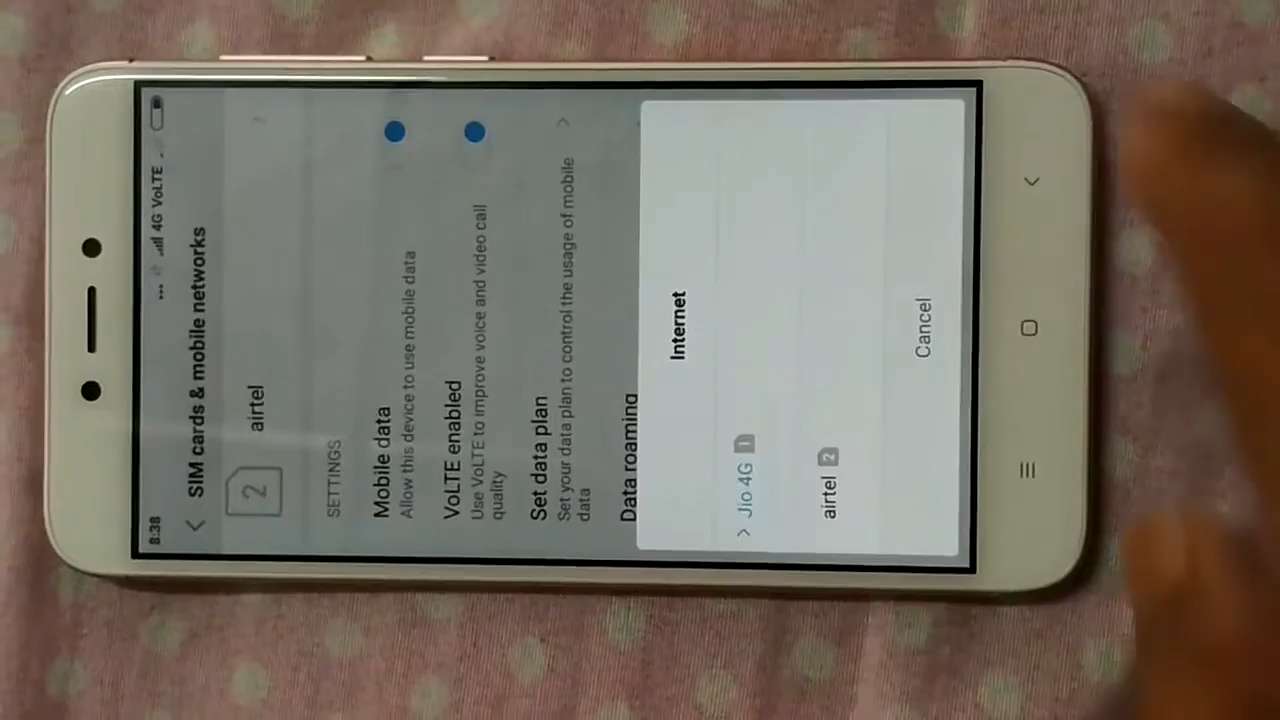 8:38
... 4G VoLTE
SIM cards & mobile networks
2
airtel
SETTINGS
Mobile data
Allow this device to use mobile data
VoLTE enabled
Use VoLTE to improve voice and video call
quality
Set data plan
Set your data plan to control the usage of mobile
data
Data roaming
Internet
Jio 4G 1
airtel 2
Cancel